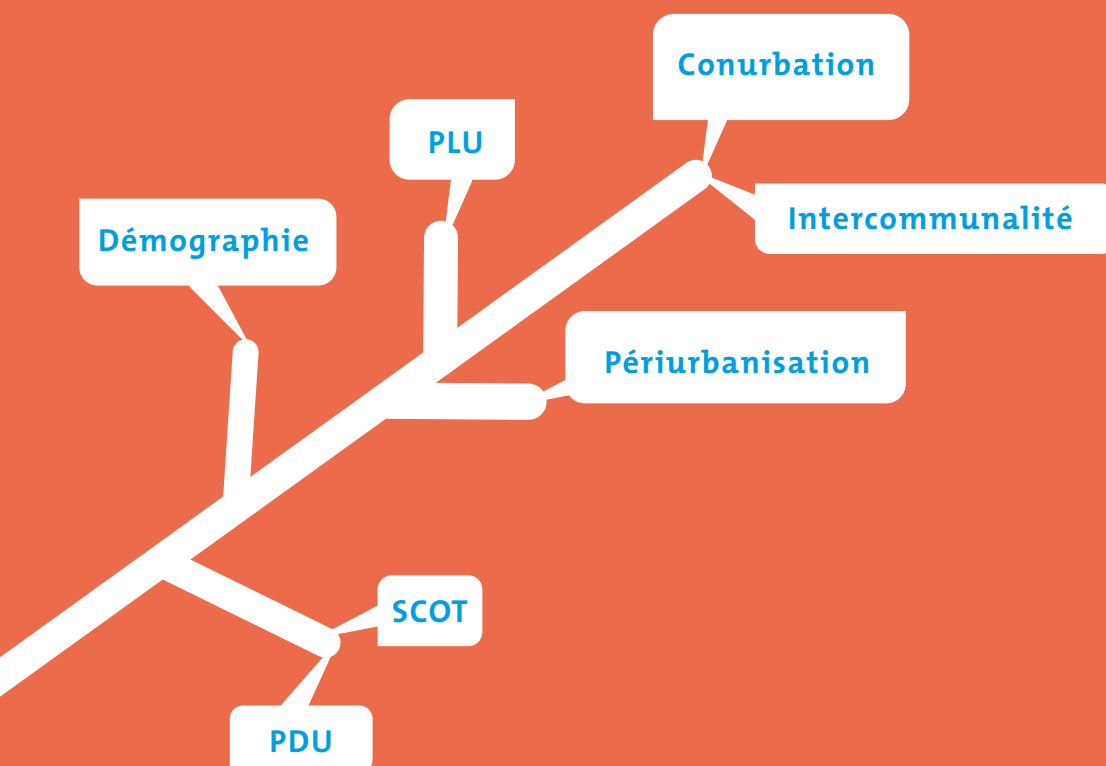 Conurbation
PLU
Intercommunalité
Démographie
Périurbanisation
SCOT
PDU